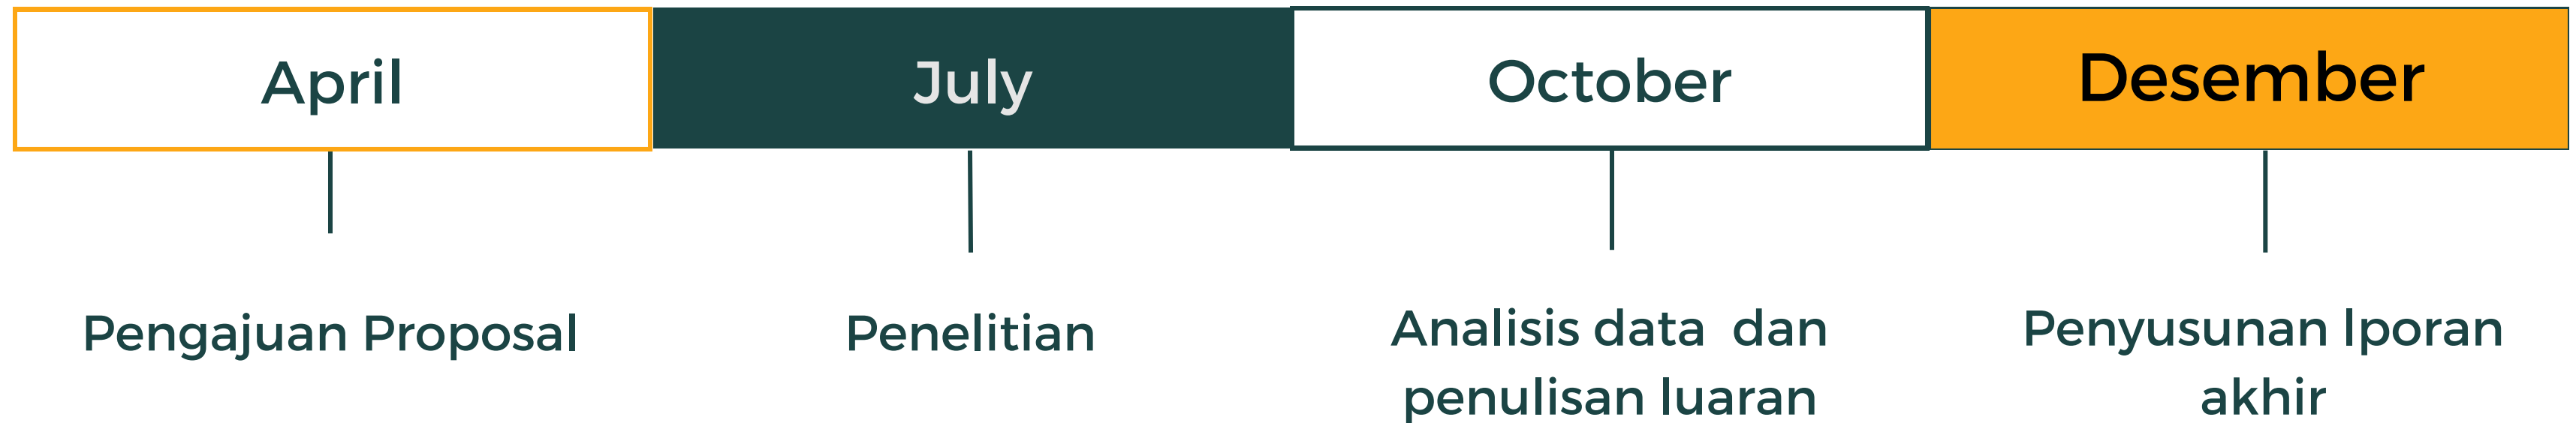 April
July
October
Desember
Pengajuan Proposal
Penelitian
Analisis data dan
penulisan luaran
Penyusunan lporan
akhir